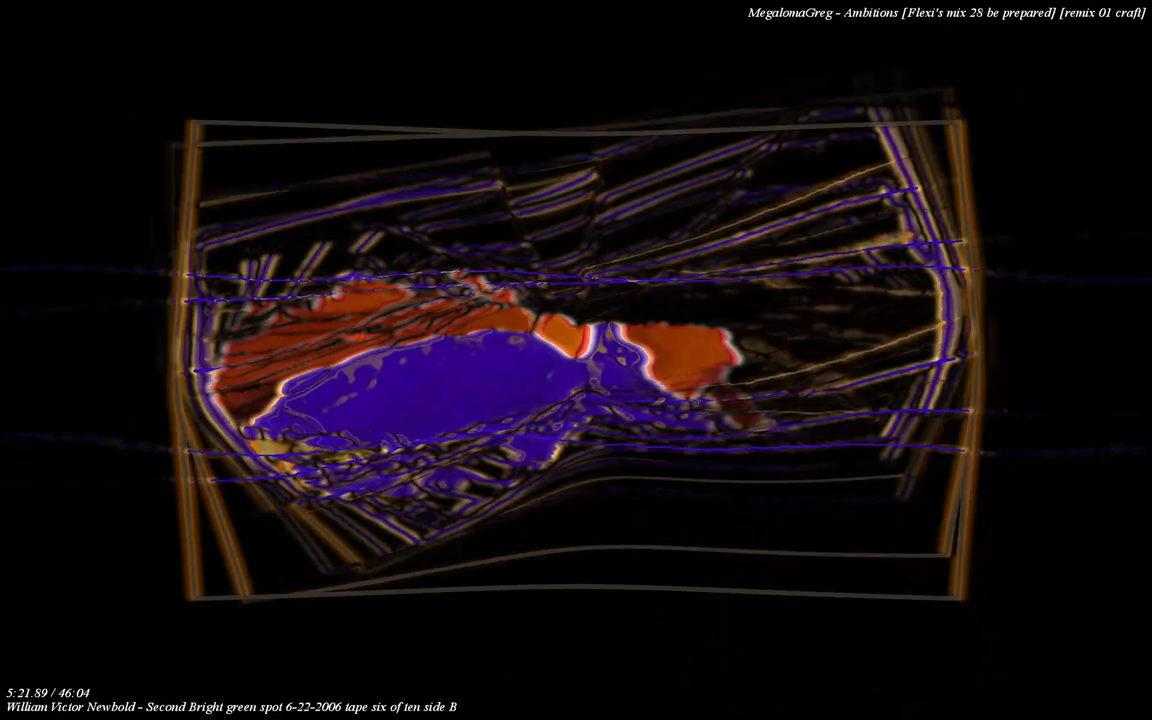 MegalomaGreg - Ambitions [Flexi's mix 28 be prepared] [remix 01 craft]
5:21.89 / 46:04
William Victor Newbold - Second Bright green spot 6-22-2006 tape six of ten side B